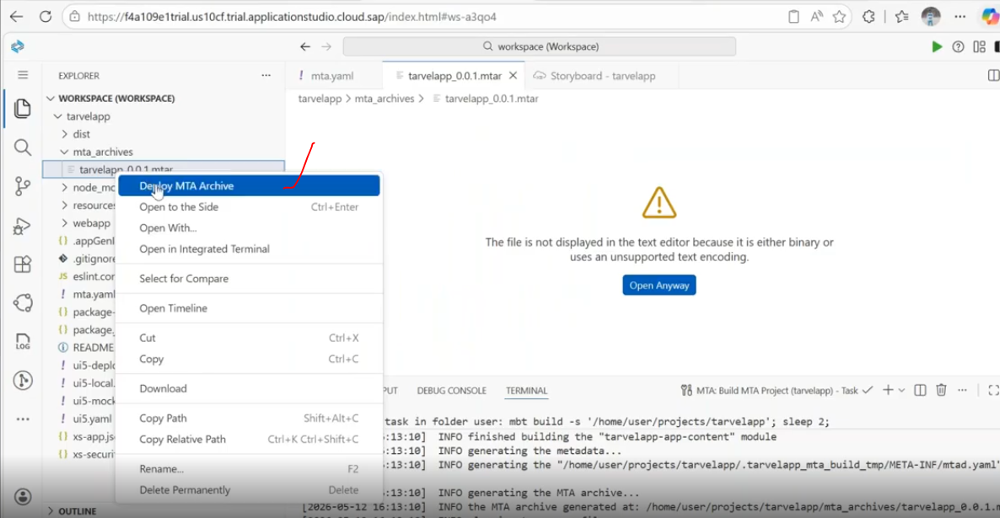 https://f4a109e1trial.us10cf.trial.applicationstudio.cloud.sap/index.html#ws-a3qo4
workspace (Workspace)
EXPLORER
mta.yaml
tarvelapp_0.0.1.mtar
Storyboard - tarvelapp
WORKSPACE (WORKSPACE)
tarvelapp > mta_archives > tarvelapp_0.0.1.mtar
tarvelapp
dist
mta_archives
tarvelapp_0.0.1.mtar
node_mo
resources
webapp
.appGenI
.gitignore
eslint.con
mta.yaml
package-
package.
README
ui5-deplo
ui5-local.
ui5-mock
ui5.yaml
xs-app.js
xs-securi
OUTLINE
LOG
Deploy MTA Archive
Open to the Side Ctrl+Enter
Open With...
Open in Integrated Terminal
Select for Compare
Open Timeline
Cut Ctrl+X
Copy Ctrl+C
Download
Copy Path Shift+Alt+C
Copy Relative Path Ctrl+K Ctrl+Shift+C
Rename... F2
Delete Permanently Delete
The file is not displayed in the text editor because it is either binary or
uses an unsupported text encoding.
Open Anyway
PUT DEBUG CONSOLE TERMINAL
MTA: Build MTA Project (tarvelapp) - Task
task in folder user: mbt build -s '/home/user/projects/tarvelapp'; sleep 2;
:13:10] INFO finished building the "tarvelapp-app-content" module
:13:10] INFO generating the metadata...
:13:10] INFO generating the "/home/user/projects/tarvelapp/.tarvelapp_mta_build_tmp/META-INF/mtad.yaml"
:13:10] INFO generating the MTA archive...
[2026-05-12 16:13:10] INFO the MTA archive generated at: /home/user/projects/tarvelapp/mta_archives/tarvelapp_0.0.1.m